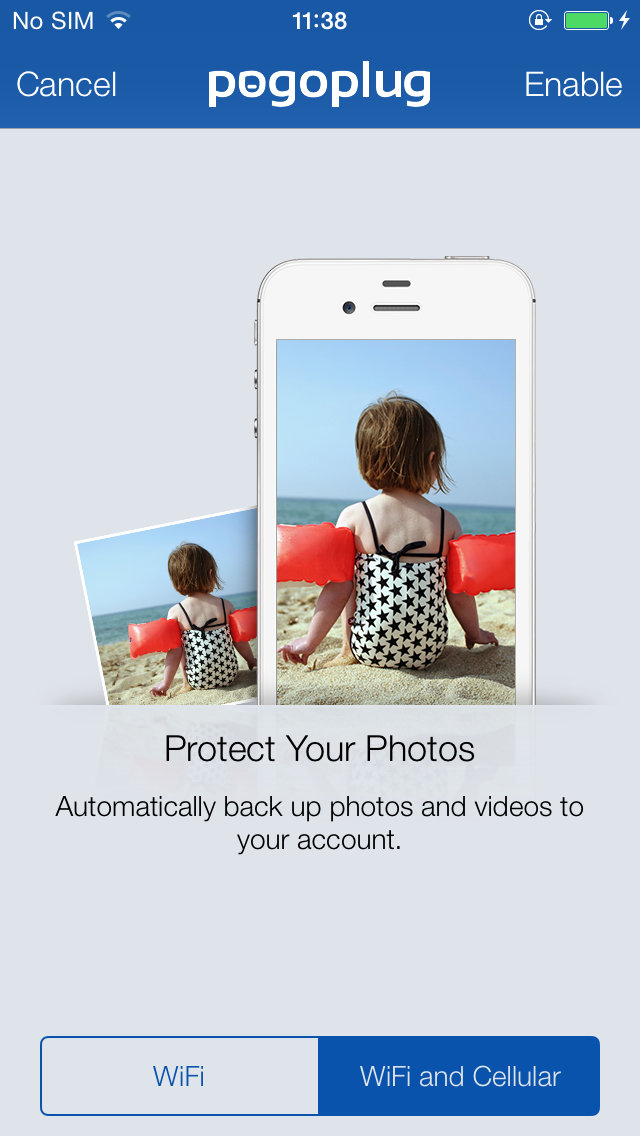 No SIM 11:38
Cancel pogoplug Enable
Protect Your Photos
Automatically back up photos and videos to
your account.
WiFi WiFi and Cellular